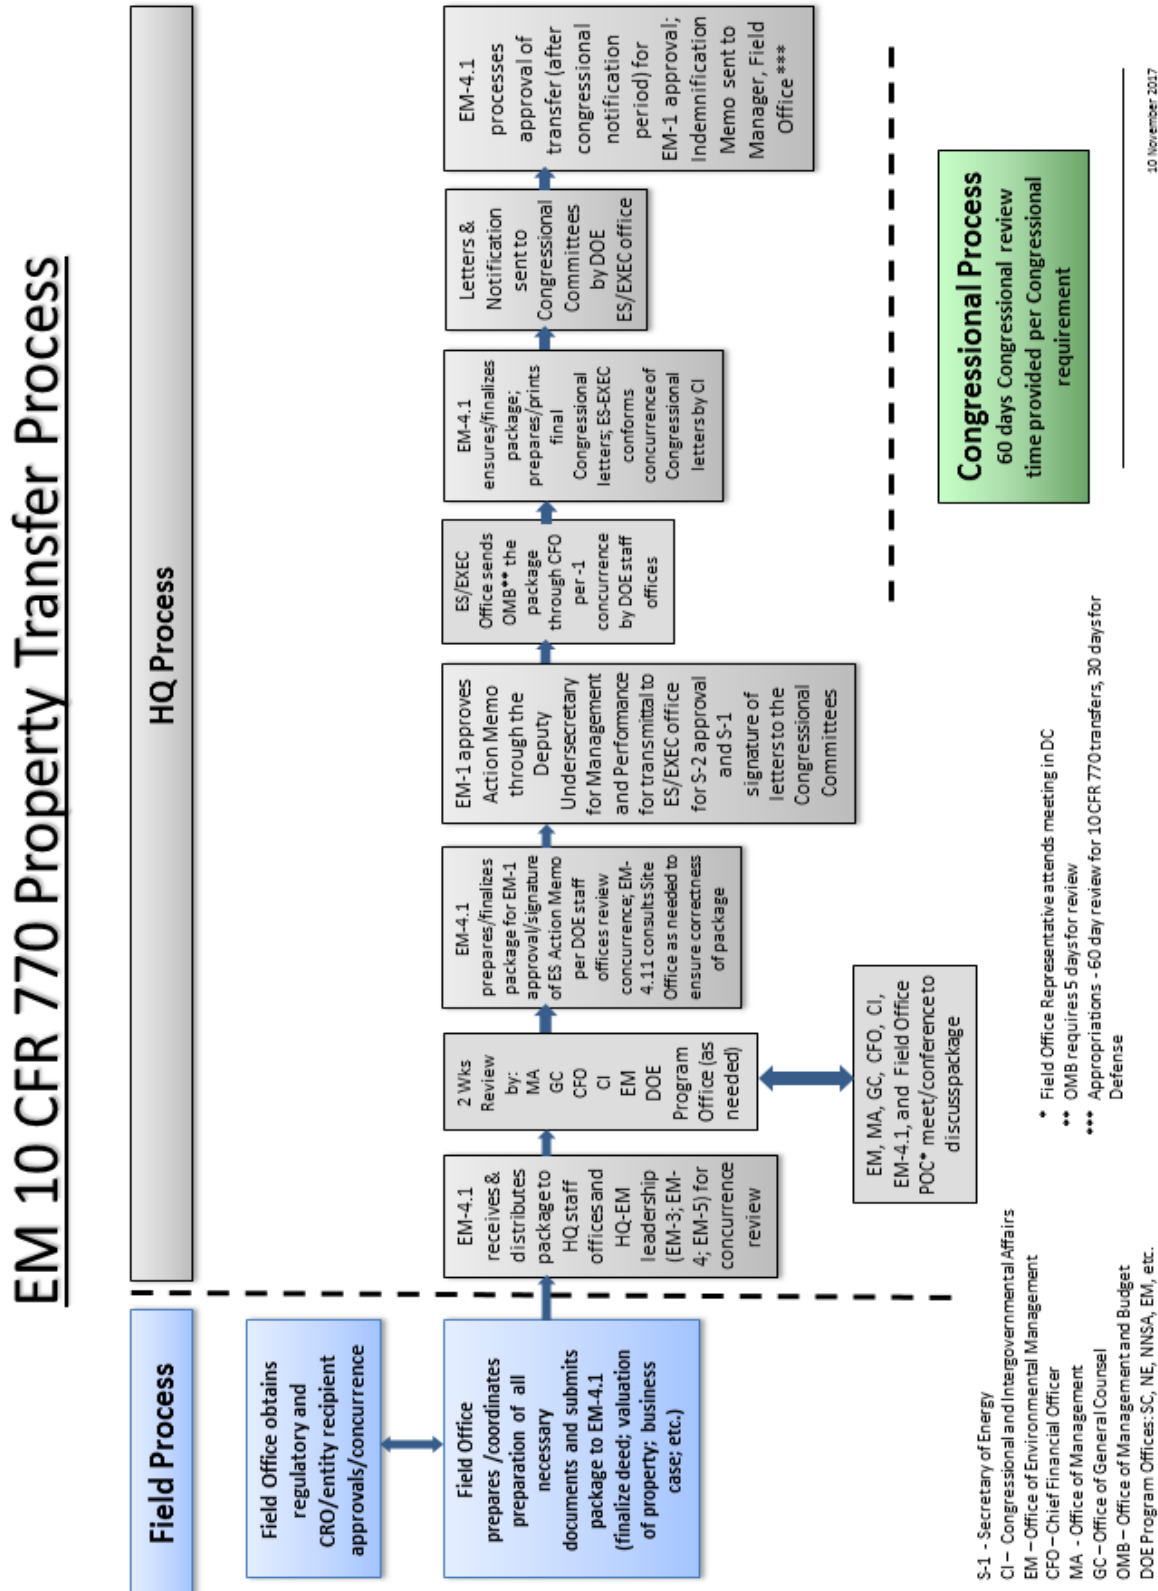 EM 10 CFR 770 Property Transfer Process
Field Process
HQ Process
Field Office obtains
regulatory and
CRO/entity recipient
approvals/concurrence
Field Office
prepares /coordinates
preparation of all
necessary
documents and submits
package to EM-4.1
(finalize deed; valuation
of property; business
case; etc.)
EM-4.1
receives &
distributes
package to
HQ staff
offices and
HQ-EM
leadership
(EM-3; EM-
4; EM-5) for
concurrence
review
2 Wks
Review
by:
MA
GC
CFO
CI
EM
DOE
Program
Office (as
needed)
EM, MA, GC, CFO, CI,
EM-4.1, and Field Office
POC* meet/conference to
discuss package
EM-4.1
prepares/finalizes
package for EM-1
approval/signature
of ES Action Memo
per DOE staff
offices review
concurrence; EM-
4.11 consults Site
Office as needed to
ensure correctness
of package
EM-1 approves
Action Memo
through the
Deputy
Undersecretary
for Management
and Performance
for transmittal to
ES/EXEC office
for S-2 approval
and S-1
signature of
letters to the
Congressional
Committees
ES/EXEC
Office sends
OMB** the
package
through CFO
per -1
concurrence
by DOE staff
offices
EM-4.1
ensures/finalizes
package;
prepares/prints
final
Congressional
letters; ES-EXEC
conforms
concurrence of
Congressional
letters by CI
Letters &
Notification
sent to
Congressional
Committees
by DOE
ES/EXEC office
EM-4.1
processes
approval of
transfer (after
congressional
notification
period) for
EM-1 approval;
Indemnification
Memo sent to
Manager, Field
Office ***
Congressional Process
60 days Congressional review
time provided per Congressional
requirement
S-1 - Secretary of Energy
CI – Congressional and Intergovernmental Affairs
EM – Office of Environmental Management
CFO – Chief Financial Officer
MA - Office of Management
GC – Office of General Counsel
OMB – Office of Management and Budget
DOE Program Offices: SC, NE, NNSA, EM, etc.
* Field Office Representative attends meeting in DC
** OMB requires 5 days for review
*** Appropriations - 60 day review for 10 CFR 770 transfers, 30 days for
Defense
10 November 2017